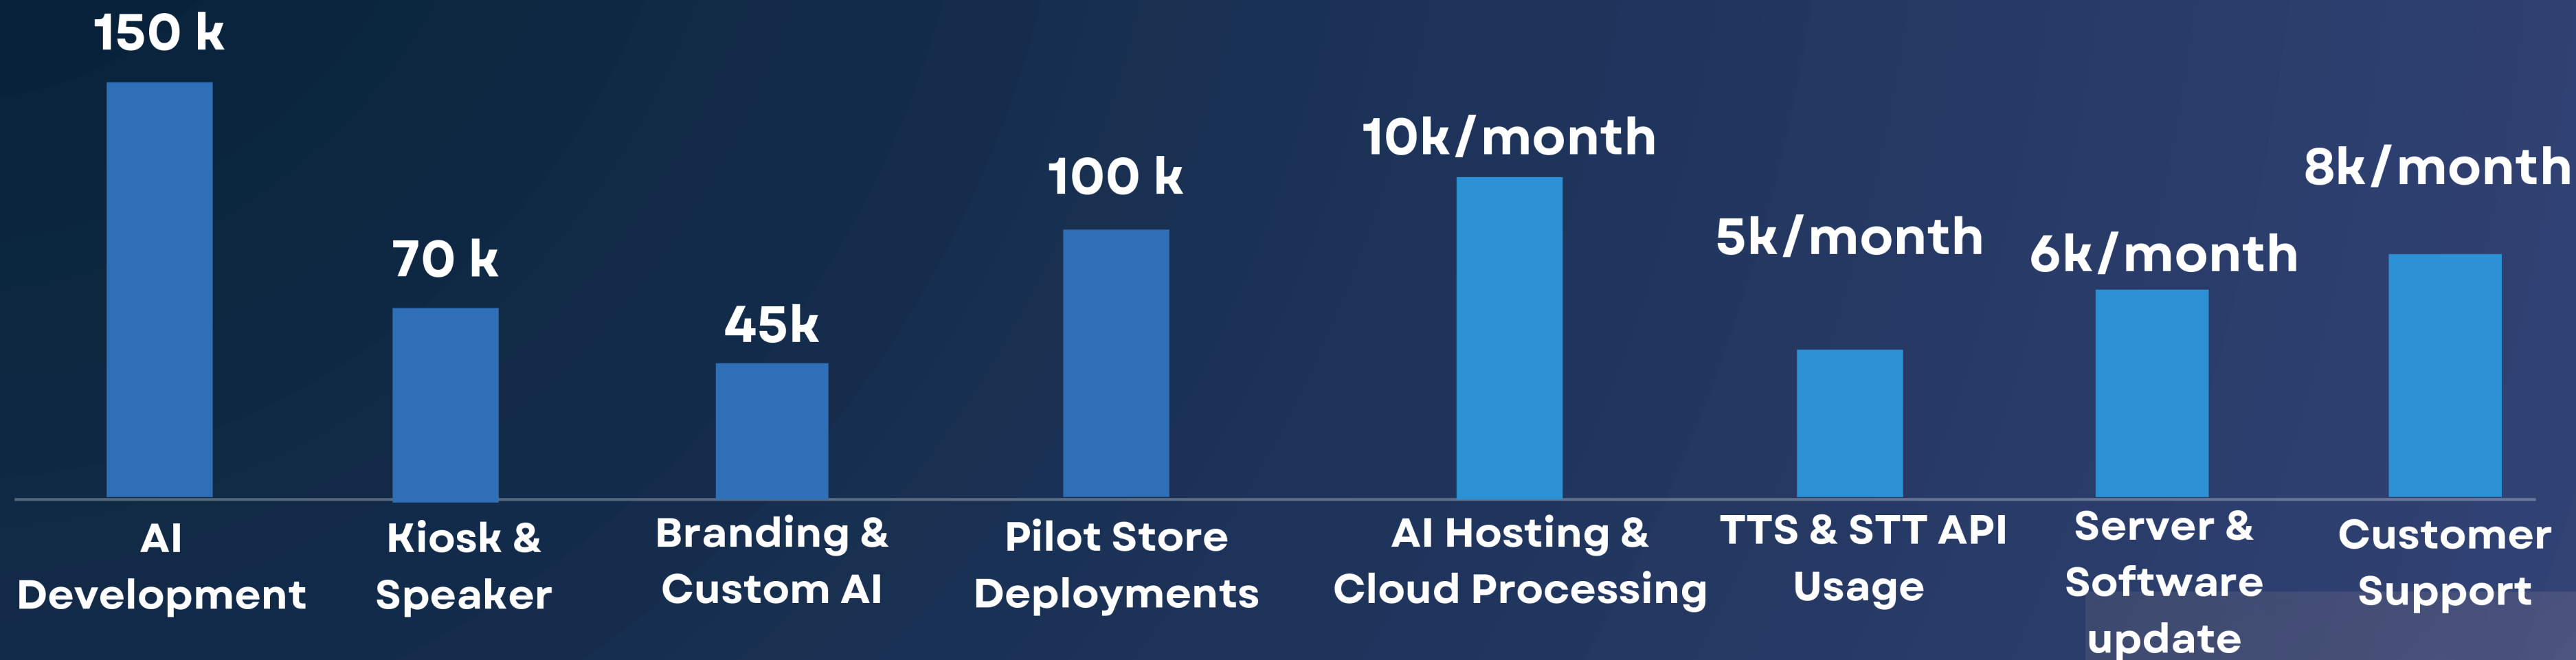 150 k
70 k
45k
100 k
10k/month
5k/month
6k/month
8k/month
AI
Development
Kiosk &
Speaker
Branding &
Custom AI
Pilot Store
Deployments
AI Hosting &
Cloud Processing
TTS & STT API
Usage
Server &
Software
update
Customer
Support